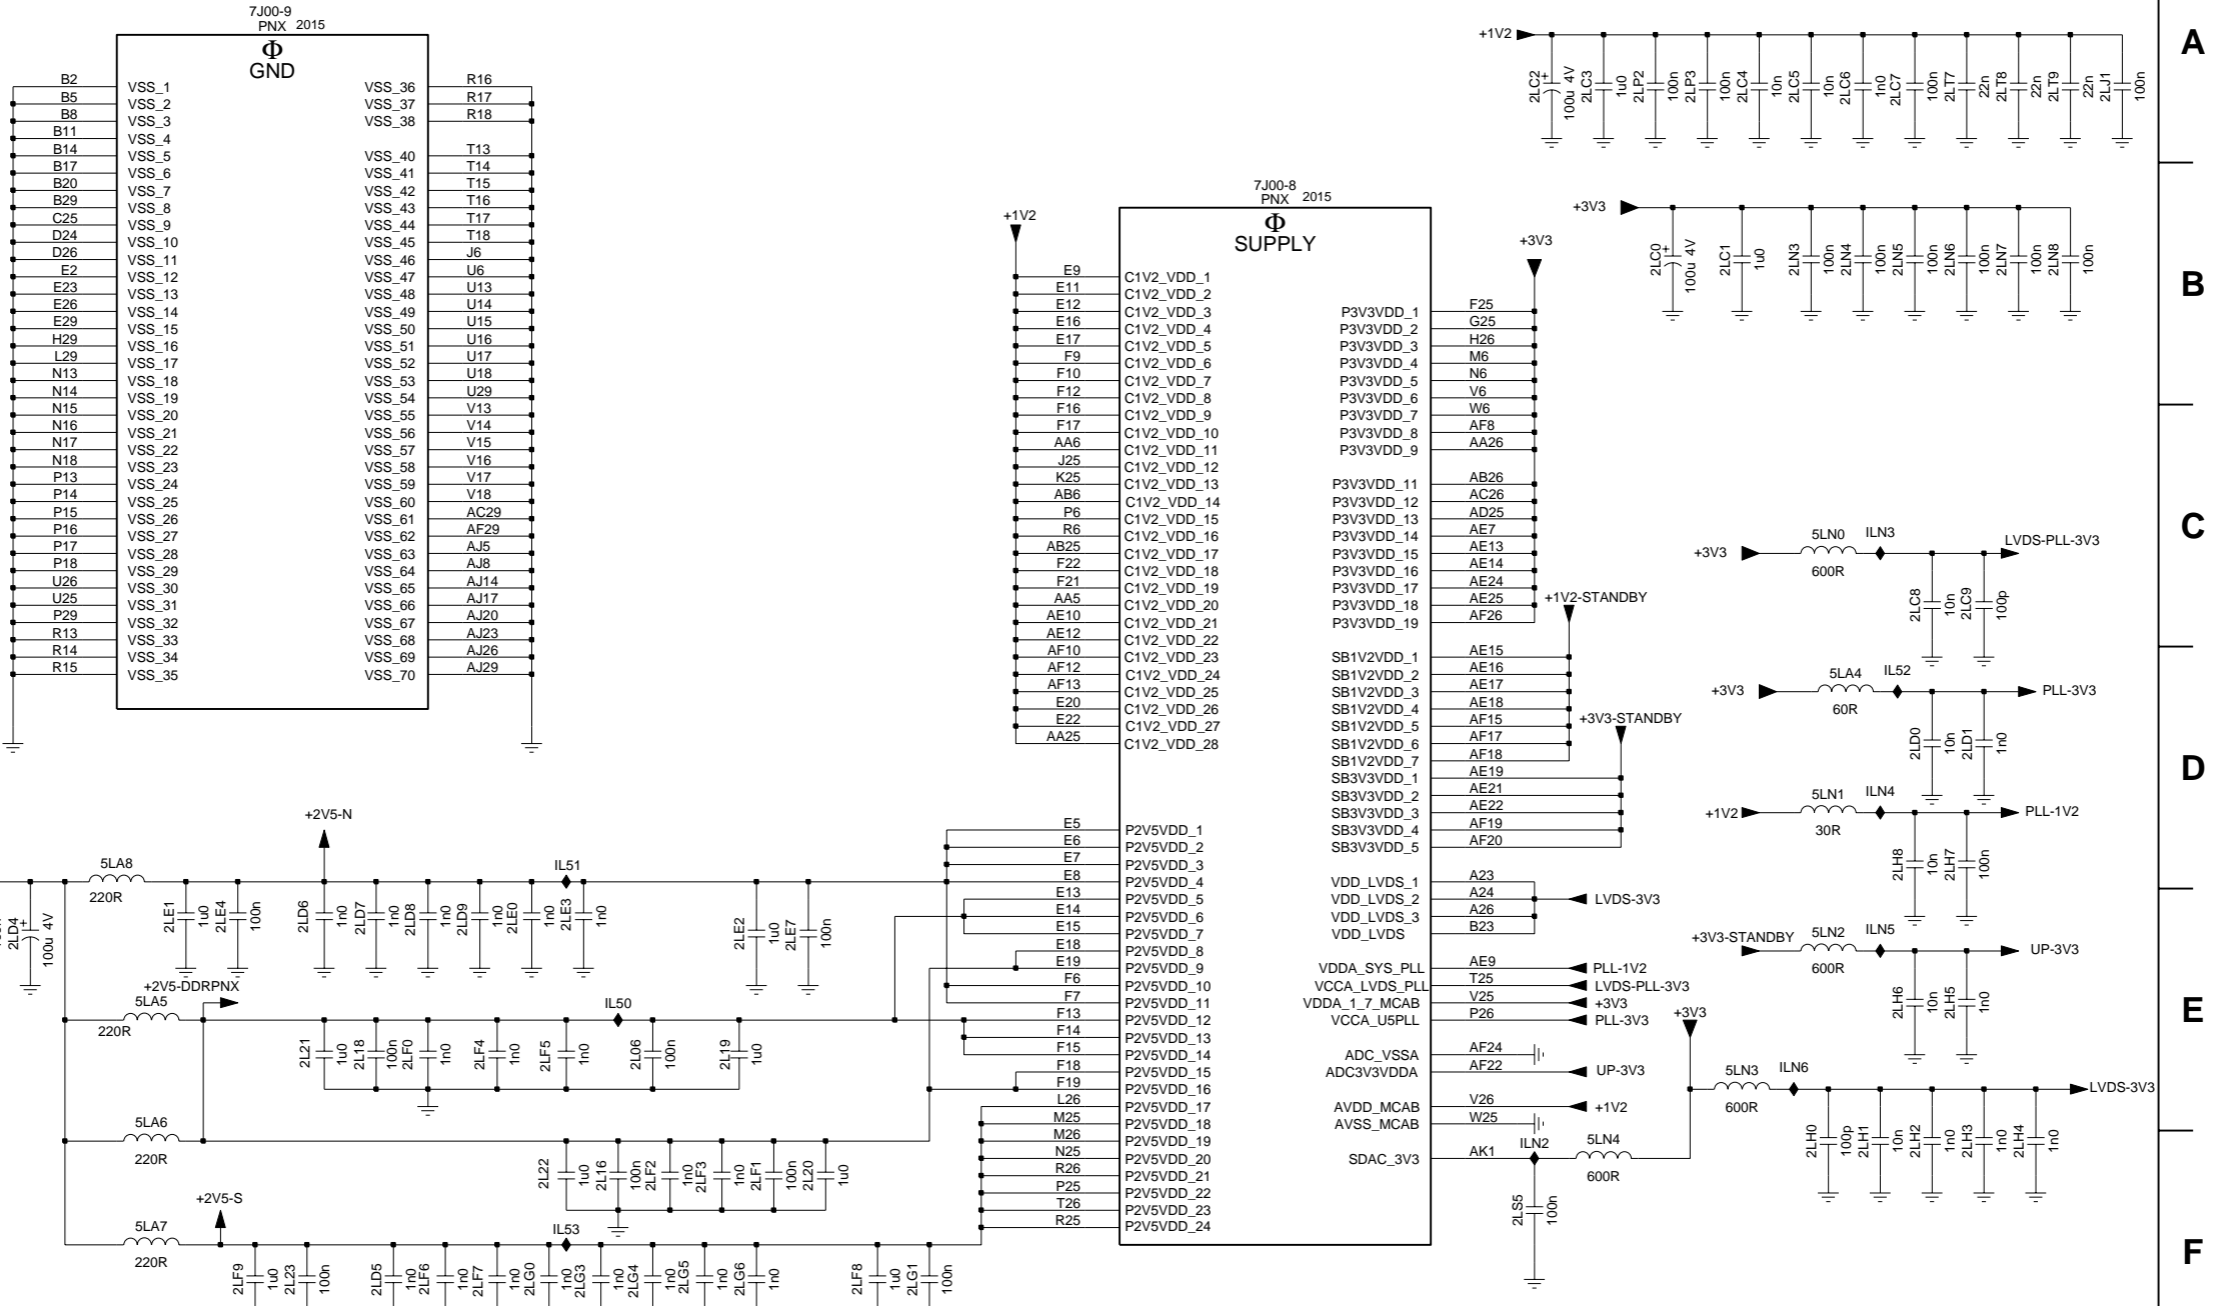 7J00-9
PNX 2015
Φ
GND
B2 VSS_1 VSS_36 R16
B5 VSS_2 VSS_37 R17
B8 VSS_3 VSS_38 R18
B11 VSS_4
B14 VSS_5 VSS_40 T13
B17 VSS_6 VSS_41 T14
B20 VSS_7 VSS_42 T15
B29 VSS_8 VSS_43 T16
C25 VSS_9 VSS_44 T17
D24 VSS_10 VSS_45 T18
D26 VSS_11 VSS_46 J6
E2 VSS_12 VSS_47 U6
E23 VSS_13 VSS_48 U13
E26 VSS_14 VSS_49 U14
E29 VSS_15 VSS_50 U15
H29 VSS_16 VSS_51 U16
L29 VSS_17 VSS_52 U17
N13 VSS_18 VSS_53 U18
N14 VSS_19 VSS_54 U29
N15 VSS_20 VSS_55 V13
N16 VSS_21 VSS_56 V14
N17 VSS_22 VSS_57 V15
N18 VSS_23 VSS_58 V16
P13 VSS_24 VSS_59 V17
P14 VSS_25 VSS_60 V18
P15 VSS_26 VSS_61 AC29
P16 VSS_27 VSS_62 AF29
P17 VSS_28 VSS_63 AJ5
P18 VSS_29 VSS_64 AJ8
U26 VSS_30 VSS_65 AJ14
U25 VSS_31 VSS_66 AJ17
P29 VSS_32 VSS_67 AJ20
R13 VSS_33 VSS_68 AJ23
R14 VSS_34 VSS_69 AJ26
R15 VSS_35 VSS_70 AJ29
+1V2
2LC2 + 100u 4V
2LC3 1u0
2LP2 100n
2LP3 100n
2LC4 10n
2LC5 10n
2LC6 1n0
2LC7 100n
2LT7 22n
2LT8 22n
2LT9 22n
2LJ1 100n
A
+3V3
2LC0 + 100u 4V
2LC1 1u0
2LN3 100n
2LN4 100n
2LN5 100n
2LN6 100n
2LN7 100n
2LN8 100n
B
7J00-8
PNX 2015
Φ
SUPPLY
+1V2
+3V3
E9 C1V2_VDD_1
E11 C1V2_VDD_2
E12 C1V2_VDD_3
E16 C1V2_VDD_4
E17 C1V2_VDD_5
F9 C1V2_VDD_6
F10 C1V2_VDD_7
F12 C1V2_VDD_8
F16 C1V2_VDD_9
F17 C1V2_VDD_10
AA6 C1V2_VDD_11
J25 C1V2_VDD_12
K25 C1V2_VDD_13
AB6 C1V2_VDD_14
P6 C1V2_VDD_15
R6 C1V2_VDD_16
AB25 C1V2_VDD_17
F22 C1V2_VDD_18
F21 C1V2_VDD_19
AA5 C1V2_VDD_20
AE10 C1V2_VDD_21
AE12 C1V2_VDD_22
AF10 C1V2_VDD_23
AF12 C1V2_VDD_24
AF13 C1V2_VDD_25
E20 C1V2_VDD_26
E22 C1V2_VDD_27
AA25 C1V2_VDD_28
E5 P2V5VDD_1
E6 P2V5VDD_2
E7 P2V5VDD_3
E8 P2V5VDD_4
E13 P2V5VDD_5
E14 P2V5VDD_6
E15 P2V5VDD_7
E18 P2V5VDD_8
E19 P2V5VDD_9
F6 P2V5VDD_10
F7 P2V5VDD_11
F13 P2V5VDD_12
F14 P2V5VDD_13
F15 P2V5VDD_14
F18 P2V5VDD_15
F19 P2V5VDD_16
L26 P2V5VDD_17
M25 P2V5VDD_18
M26 P2V5VDD_19
N25 P2V5VDD_20
R26 P2V5VDD_21
P25 P2V5VDD_22
T26 P2V5VDD_23
R25 P2V5VDD_24
P3V3VDD_1 F25
P3V3VDD_2 G25
P3V3VDD_3 H26
P3V3VDD_4 M6
P3V3VDD_5 N6
P3V3VDD_6 V6
P3V3VDD_7 W6
P3V3VDD_8 AF8
P3V3VDD_9 AA26
P3V3VDD_11 AB26
P3V3VDD_12 AC26
P3V3VDD_13 AD25
P3V3VDD_14 AE7
P3V3VDD_15 AE13
P3V3VDD_16 AE14
P3V3VDD_17 AE24
P3V3VDD_18 AE25
P3V3VDD_19 AF26
+1V2-STANDBY
SB1V2VDD_1 AE15
SB1V2VDD_2 AE16
SB1V2VDD_3 AE17
SB1V2VDD_4 AE18
SB1V2VDD_5 AF15
SB1V2VDD_6 AF17
SB1V2VDD_7 AF18
+3V3-STANDBY
SB3V3VDD_1 AE19
SB3V3VDD_2 AE21
SB3V3VDD_3 AE22
SB3V3VDD_4 AF19
SB3V3VDD_5 AF20
VDD_LVDS_1 A23
VDD_LVDS_2 A24 LVDS-3V3
VDD_LVDS_3 A26
VDD_LVDS B23
VDDA_SYS_PLL AE9 PLL-1V2
VCCA_LVDS_PLL T25 LVDS-PLL-3V3
VDDA_1_7_MCAB V25 +3V3
VCCA_U5PLL P26 PLL-3V3
ADC_VSSA AF24
ADC3V3VDDA AF22 UP-3V3
AVDD_MCAB V26 +1V2
AVSS_MCAB W25
SDAC_3V3 AK1 ILN2 5LN4
600R
2LS5 100n
+3V3 5LN0 ILN3 LVDS-PLL-3V3
600R
2LC8 10n
2LC9 100p
C
+3V3 5LA4 IL52 PLL-3V3
60R
2LD0 10n
2LD1 1n0
D
+1V2 5LN1 ILN4 PLL-1V2
30R
2LH8 10n
2LH7 100n
+3V3-STANDBY 5LN2 ILN5 UP-3V3
600R
2LH6 10n
2LH5 1n0
E
+3V3 5LN3 ILN6 LVDS-3V3
600R
2LH0 100p
2LH1 10n
2LH2 1n0
2LH3 1n0
2LH4 1n0
F
+2V5-N
5LA8 IL51
220R
2LD4 + 100u 4V
2LE1 1u0
2LE4 100n
2LD6 1n0
2LD7 1n0
2LD8 1n0
2LD9 1n0
2LE0 1n0
2LE3 1n0
2LE2 1u0
2LE7 100n
+2V5-DDRPNX
5LA5 IL50
220R
2L21 1u0
2L18 100n
2LF0 1n0
2LF4 1n0
2LF5 1n0
2L06 100n
2L19 1u0
5LA6
220R
2L22 1u0
2L16 100n
2LF2 1n0
2LF3 1n0
2LF1 100n
2L20 1u0
+2V5-S
5LA7 IL53
220R
2LF9 1u0
2L23 100n
2LD5 1n0
2LF6 1n0
2LF7 1n0
2LG0 1n0
2LG3 1n0
2LG4 1n0
2LG5 1n0
2LG6 1n0
2LF8 1u0
2LG1 100n